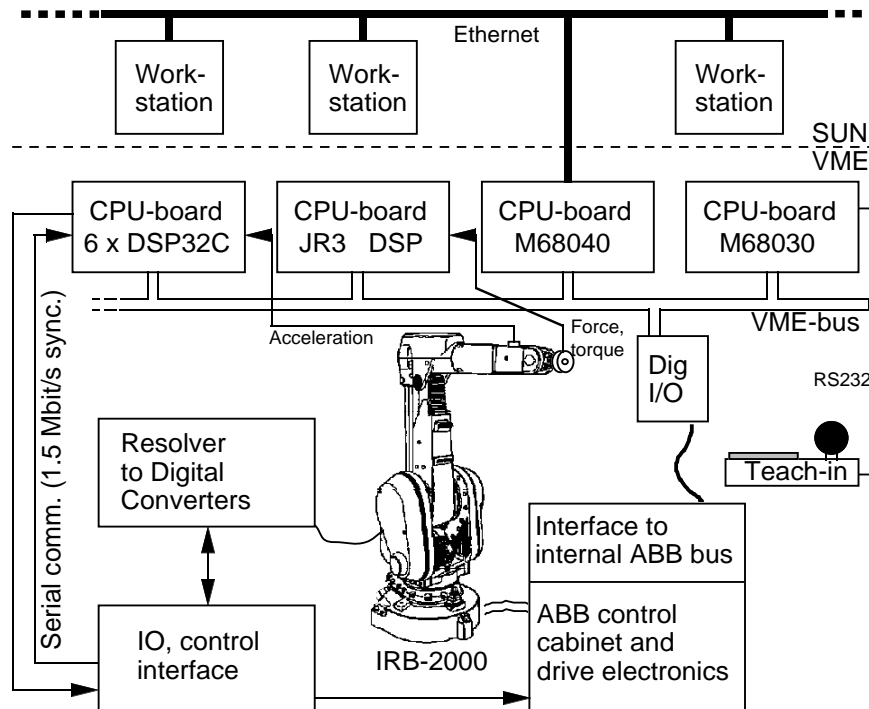 Ethernet
Work-
station
Work-
station
Work-
station
SUN
VME
CPU-board
6 x DSP32C
CPU-board
JR3 DSP
CPU-board
M68040
CPU-board
M68030
VME-bus
Acceleration
Force,
torque
Dig
I/O
RS232
Teach-in
Serial comm. (1.5 Mbit/s sync.)
Resolver
to Digital
Converters
Interface to
internal ABB bus
IO, control
interface
IRB-2000
ABB control
cabinet and
drive electronics